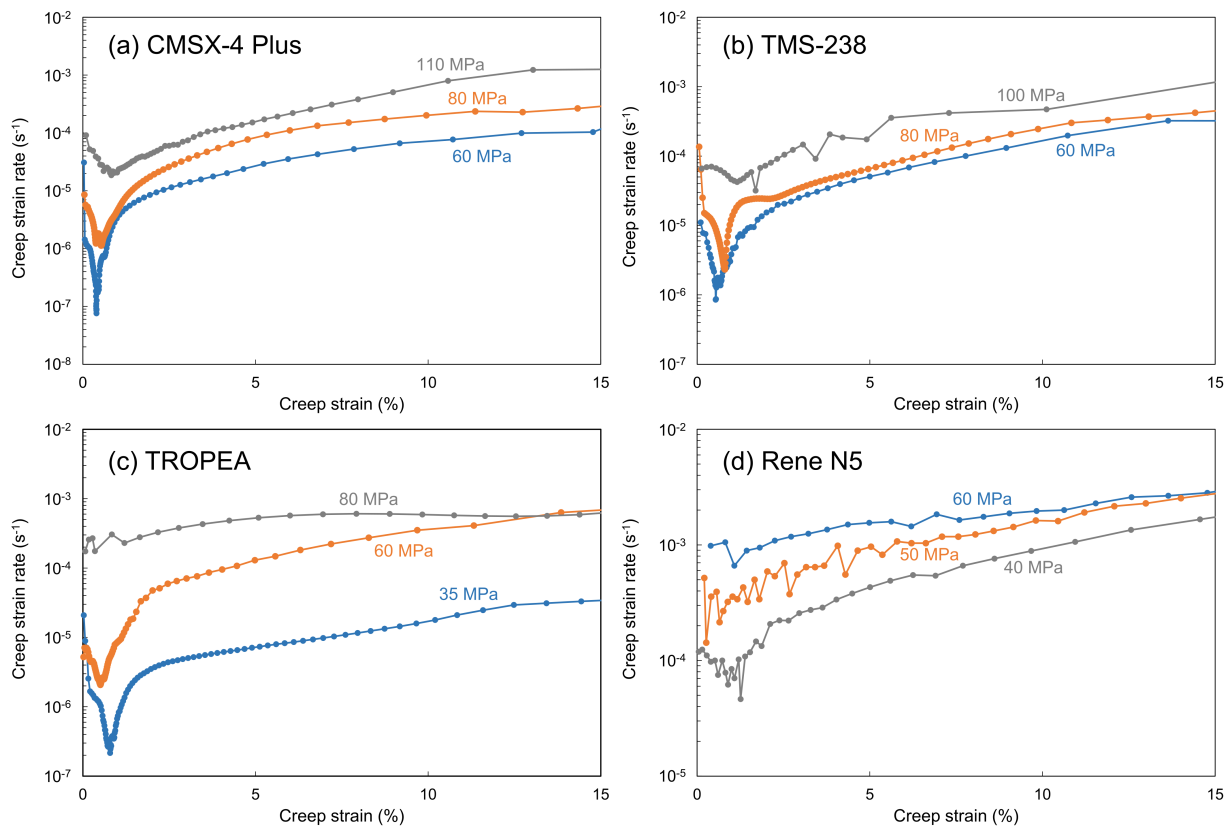 (a) CMSX-4 Plus
Creep strain rate (s⁻¹)
10⁻²
10⁻³
10⁻⁴
10⁻⁵
10⁻⁶
10⁻⁷
10⁻⁸
110 MPa
80 MPa
60 MPa
0
5
10
15
Creep strain (%)
(b) TMS-238
Creep strain rate (s⁻¹)
10⁻²
10⁻³
10⁻⁴
10⁻⁵
10⁻⁶
10⁻⁷
100 MPa
80 MPa
60 MPa
0
5
10
15
Creep strain (%)
(c) TROPEA
Creep strain rate (s⁻¹)
10⁻²
10⁻³
10⁻⁴
10⁻⁵
10⁻⁶
10⁻⁷
80 MPa
60 MPa
35 MPa
0
5
10
15
Creep strain (%)
(d) Rene N5
Creep strain rate (s⁻¹)
10⁻²
10⁻³
10⁻⁴
10⁻⁵
60 MPa
50 MPa
40 MPa
0
5
10
15
Creep strain (%)